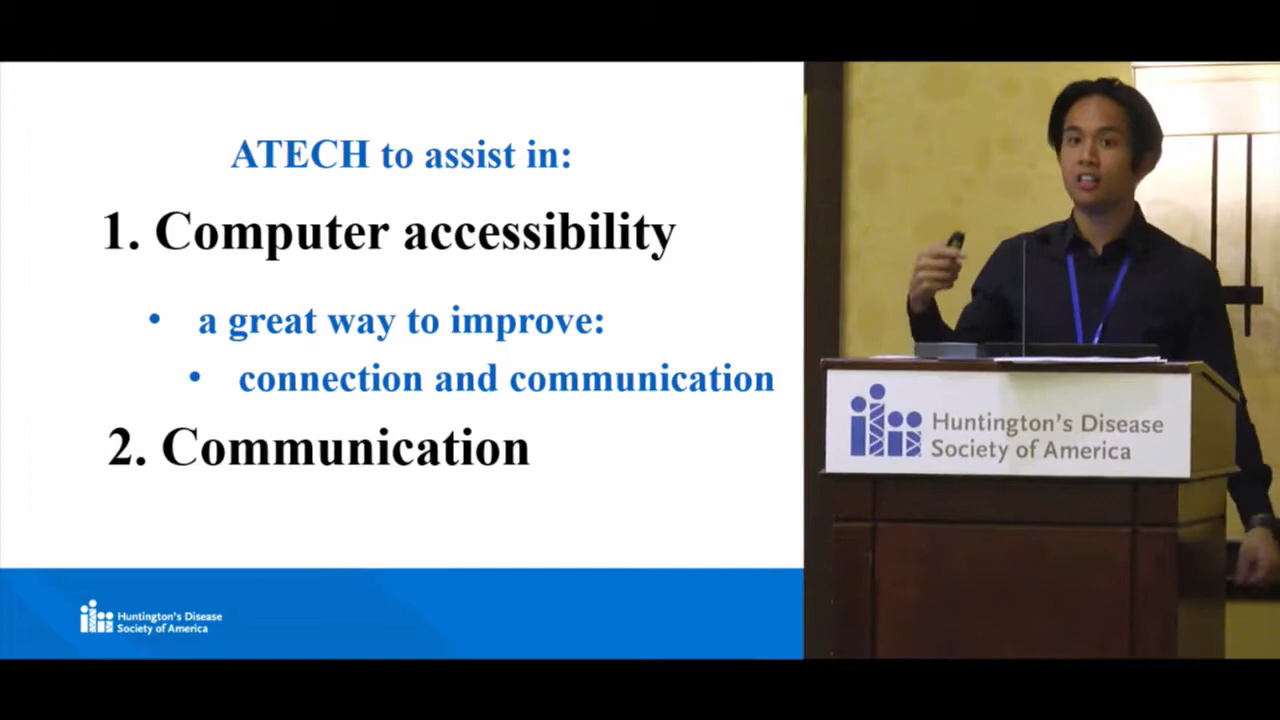 ATECH to assist in:
1. Computer accessibility
• a great way to improve:
• connection and communication
2. Communication
Huntington's Disease
Society of America
Huntington's Disease
Society of America